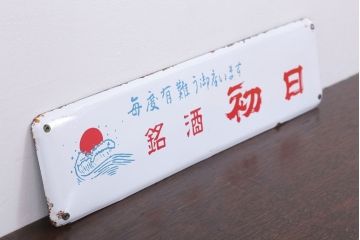 毎度有難う御座います
銘酒 初日